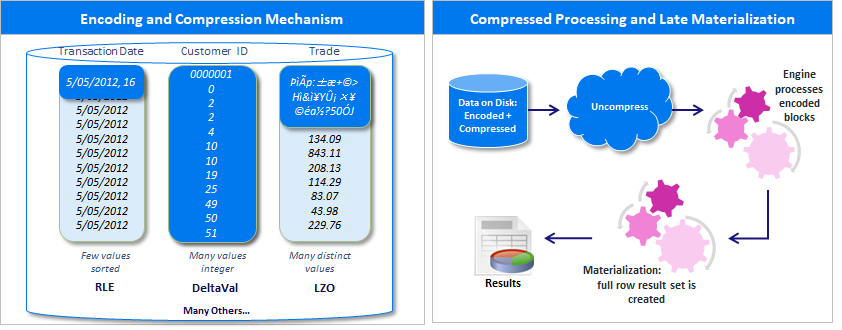 Encoding and Compression Mechanism
Transaction Date
Customer ID
Trade
5/05/2012, 16
5/05/2012
5/05/2012
5/05/2012
5/05/2012
5/05/2012
5/05/2012
5/05/2012
5/05/2012
5/05/2012
5/05/2012
0000001
0
2
2
4
10
10
19
25
49
50
51
ÞìÃp: ±æ+©>
Hì&ì¥YÛ¡ ×¥
©éa½?50ÓJ
134.09
843.11
208.13
114.29
83.07
43.98
229.76
Few values
sorted
RLE
Many values
integer
DeltaVal
Many distinct
values
LZO
Many Others...
Compressed Processing and Late Materialization
Data on Disk:
Encoded +
Compressed
Uncompress
Engine
processes
encoded
blocks
Materialization:
full row result set is
created
Results